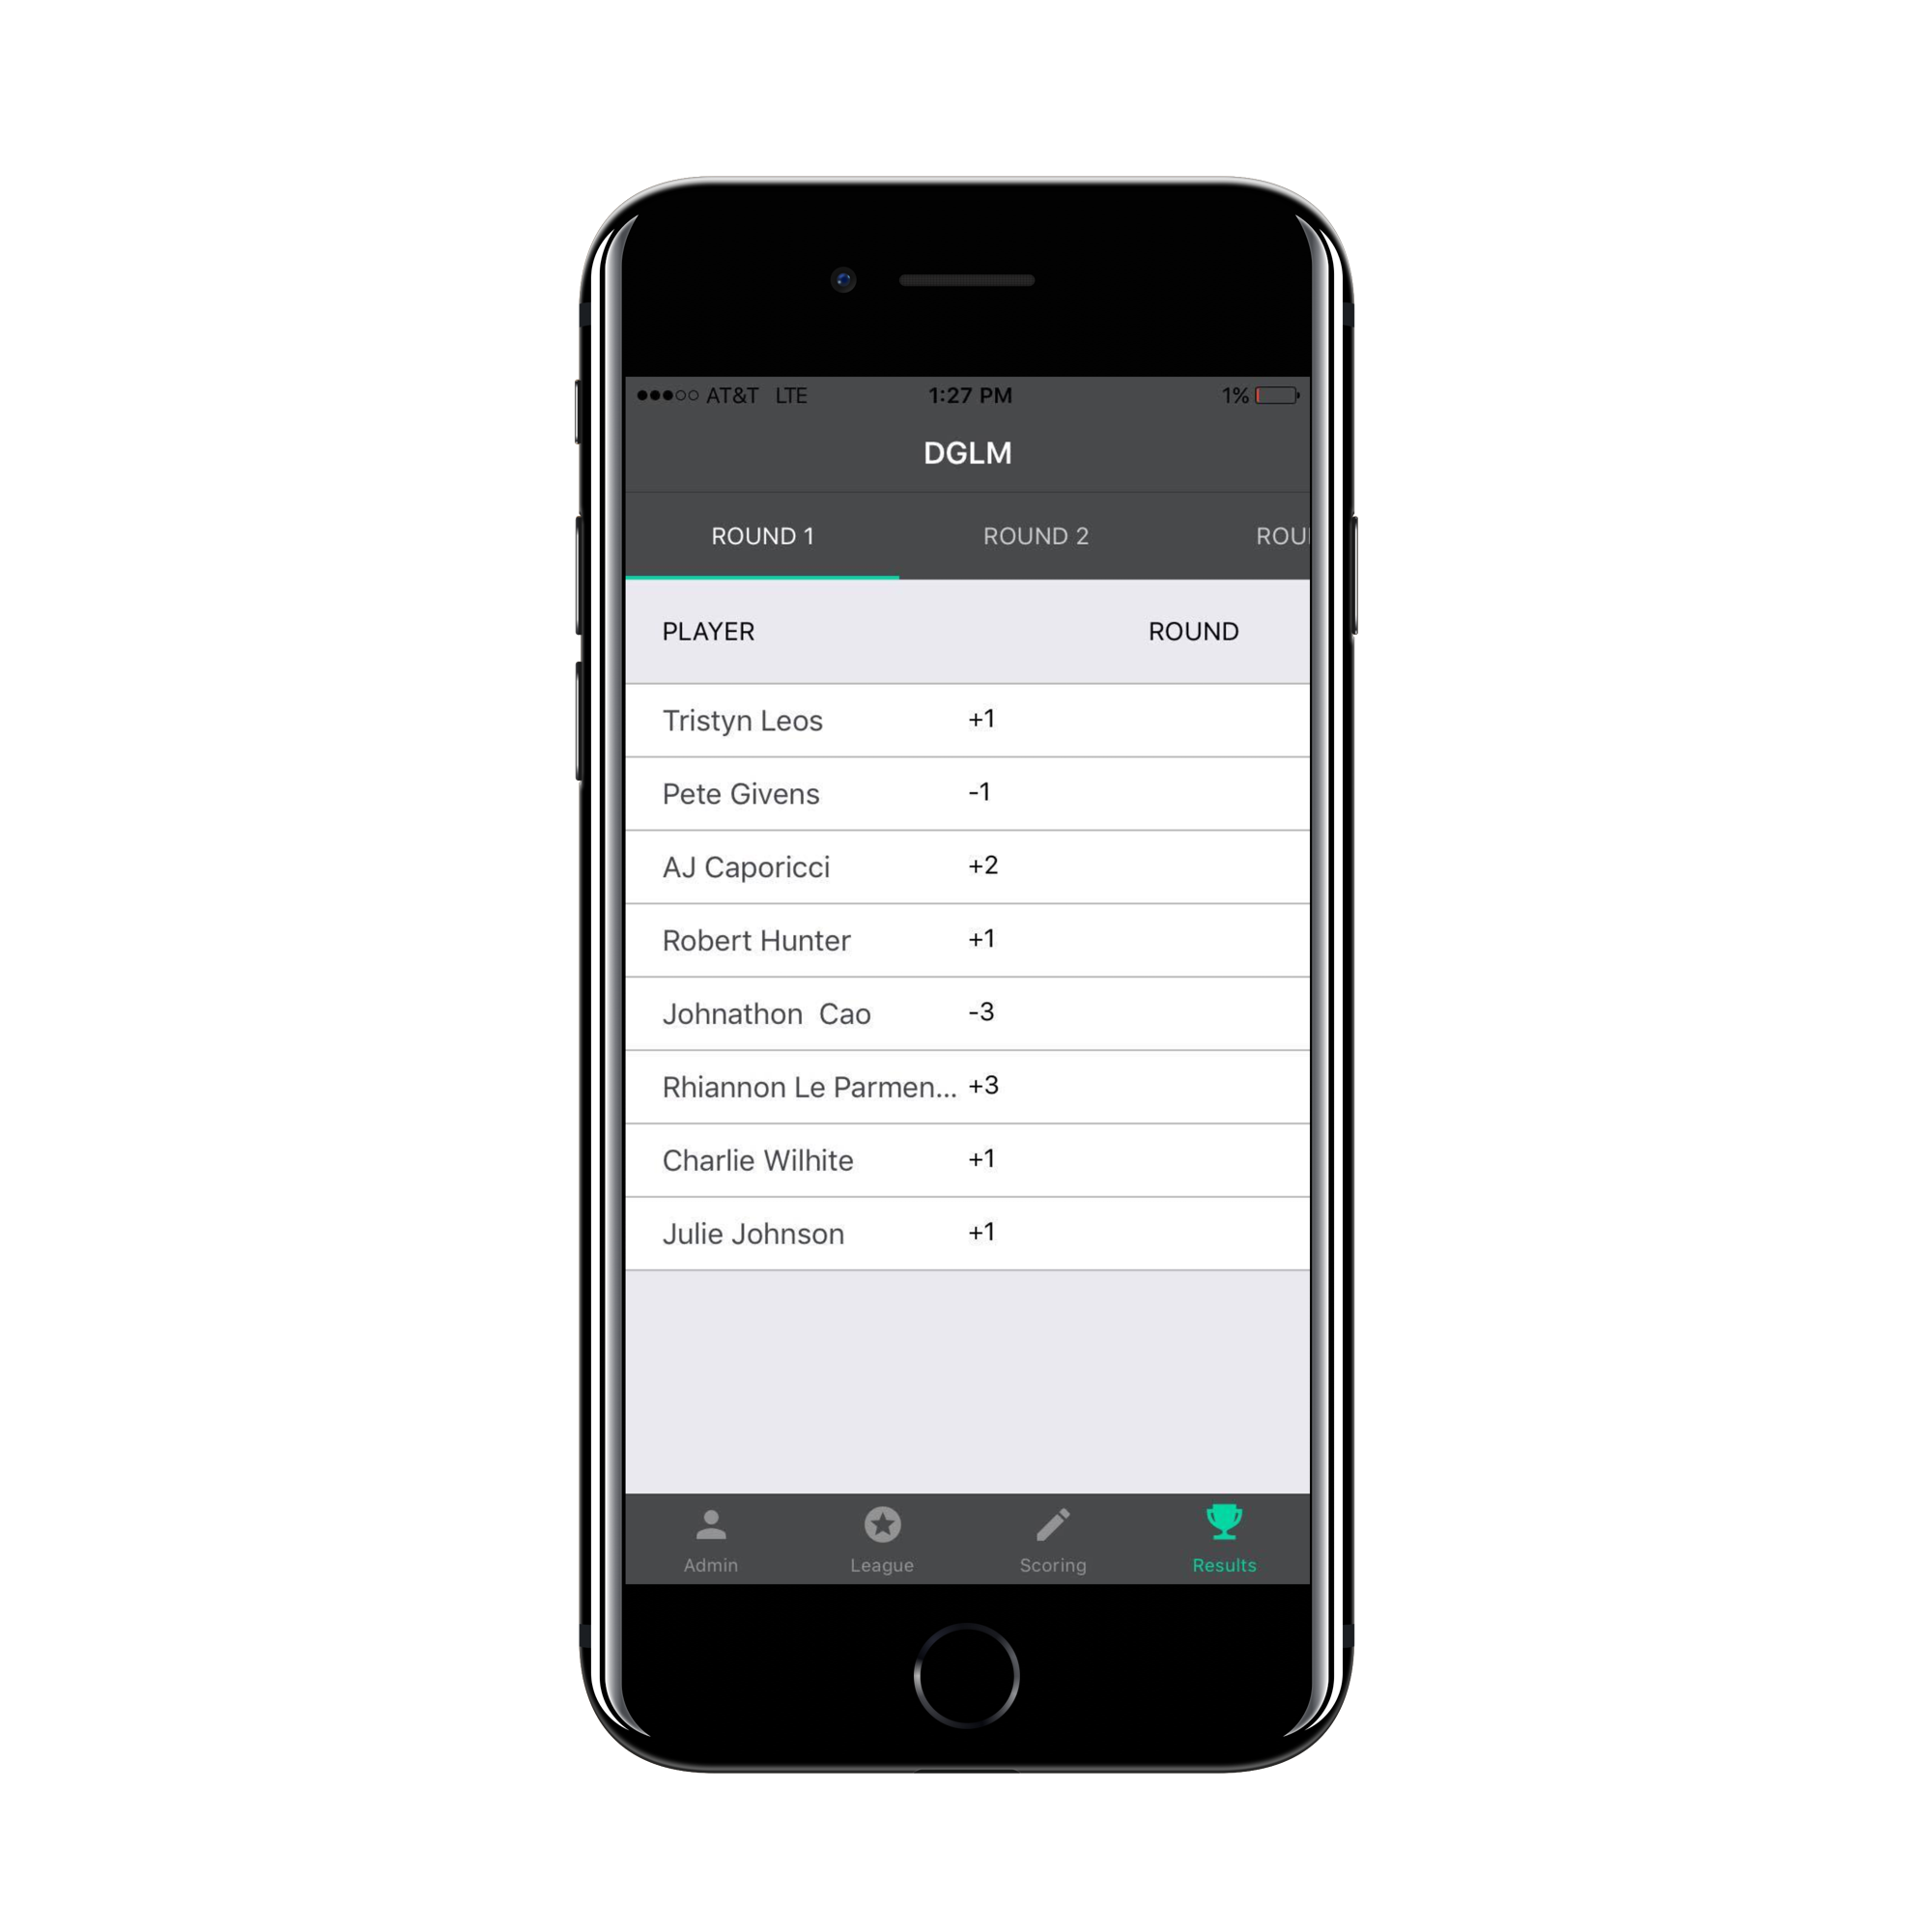 AT&T LTE 1:27 PM 1%
DGLM
ROUND 1 ROUND 2 ROU
PLAYER ROUND
Tristyn Leos +1
Pete Givens -1
AJ Caporicci +2
Robert Hunter +1
Johnathon  Cao -3
Rhiannon Le Parmen... +3
Charlie Wilhite +1
Julie Johnson +1
Admin League Scoring Results